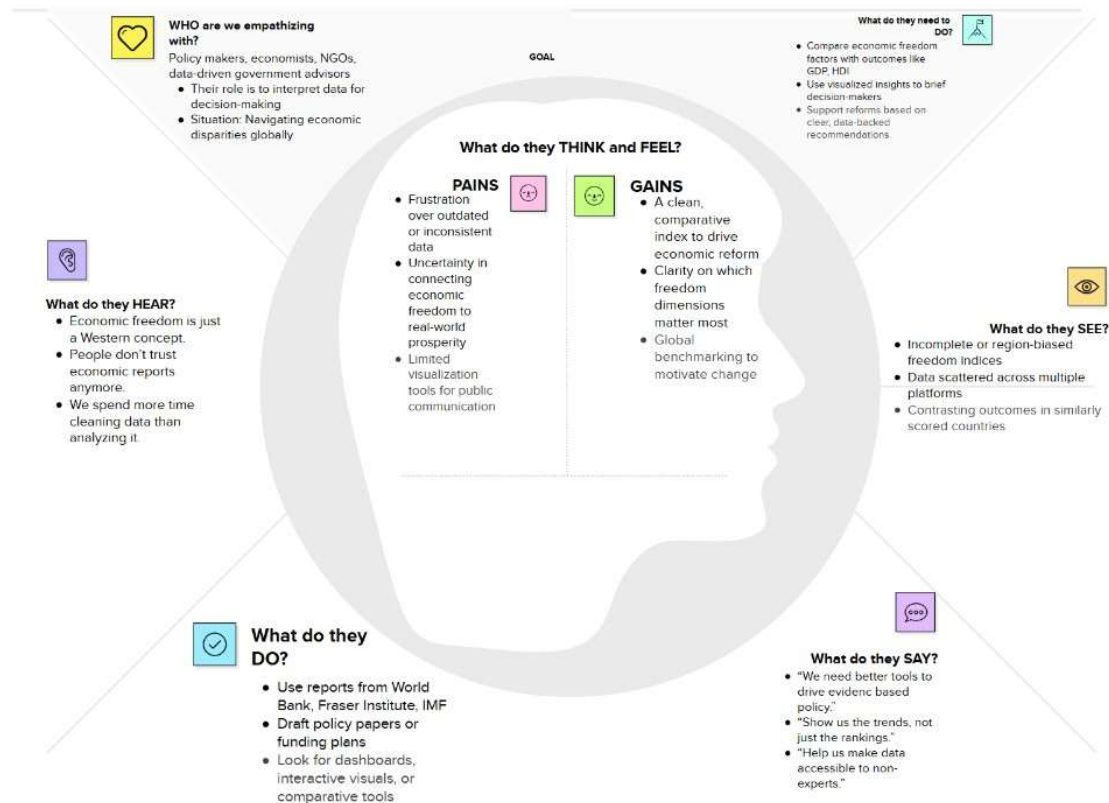 WHO are we empathizing
with?
Policy makers, economists, NGOs,
data-driven government advisors
● Their role is to interpret data for
decision-making
● Situation: Navigating economic
disparities globally
GOAL
What do they need to
DO?
● Compare economic freedom
factors with outcomes like
GDP, HDI
● Use visualized insights to brief
decision-makers
● Support reforms based on
clear, data-backed
recommendations.
What do they THINK and FEEL?
PAINS
● Frustration
over outdated
or inconsistent
data
● Uncertainty in
connecting
economic
freedom to
real-world
prosperity
● Limited
visualization
tools for public
communication
GAINS
● A clean,
comparative
index to drive
economic reform
● Clarity on which
freedom
dimensions
matter most
● Global
benchmarking to
motivate change
What do they HEAR?
● Economic freedom is just
a Western concept.
● People don't trust
economic reports
anymore.
● We spend more time
cleaning data than
analyzing it.
What do they SEE?
● Incomplete or region-biased
freedom indices
● Data scattered across multiple
platforms
● Contrasting outcomes in similarly
scored countries
What do they
DO?
● Use reports from World
Bank, Fraser Institute, IMF
● Draft policy papers or
funding plans
● Look for dashboards,
interactive visuals, or
comparative tools
What do they SAY?
● "We need better tools to
drive evidenc based
policy."
● "Show us the trends, not
just the rankings."
● "Help us make data
accessible to non-
experts."